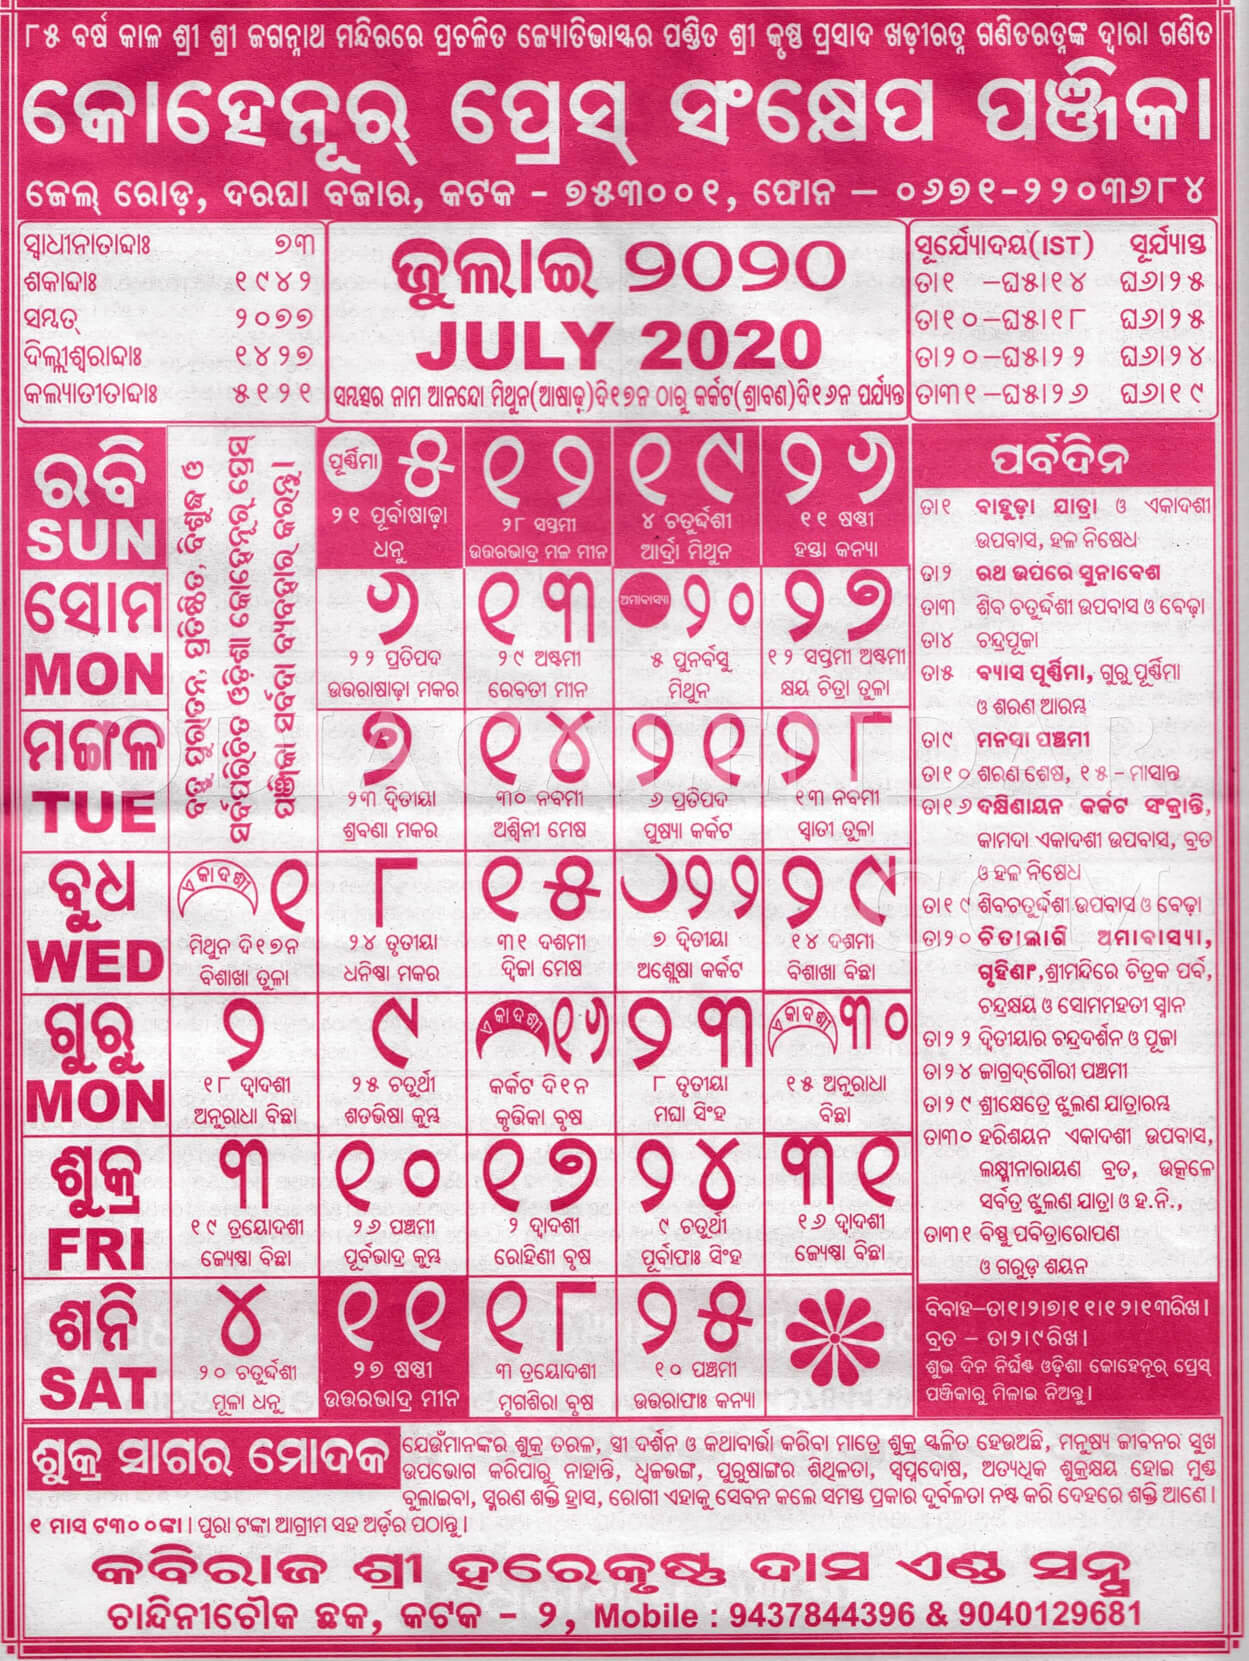 ୮୫ ବର୍ଷ କାଳ ଶ୍ରୀ ଶ୍ରୀ ଜଗନ୍ନାଥ ମନ୍ଦିରରେ ପ୍ରଚଳିତ ଜ୍ୟୋତିଭାସ୍କର ପଣ୍ଡିତ ଶ୍ରୀ କୃଷ୍ଣ ପ୍ରସାଦ ଖଡ଼ୀରତ୍ନ ଗଣିତରତ୍ନଙ୍କ ଦ୍ୱାରା ଗଣିତ
କୋହେନୂର୍ ପ୍ରେସ୍ ସଂକ୍ଷେପ ପଞ୍ଜିକା
ଜେଲ୍ ରୋଡ଼, ଦରଘା ବଜାର, କଟକ - ୭୫୩୦୦୧, ଫୋନ – ୦୬୭୧-୨୨୦୩୬୮୪
ସ୍ୱାଧୀନାତାବ୍ଦାଃ ୭୩
ଶକାବ୍ଦାଃ ୧୯୪୨
ସମ୍ବତ୍ ୨୦୭୭
ଦିଲ୍ଲୀଶ୍ୱରାବ୍ଦାଃ ୧୪୨୭
କଲ୍ୟାତୀତାବ୍ଦାଃ ୫୧୨୧
ଜୁଲାଇ ୨୦୨୦
JULY 2020
ସମ୍ବତ୍ସର ନାମ ଆନନ୍ଦୋ ମିଥୁନ(ଆଷାଢ଼)ଦି୧୭ନ ଠାରୁ କର୍କଟ(ଶ୍ରାବଣ)ଦି୧୬ନ ପର୍ଯ୍ୟନ୍ତ
ସୂର୍ଯ୍ୟୋଦୟ(IST) ସୂର୍ଯ୍ୟାସ୍ତ
ତା୧ –ଘ୫ା୧୪ ଘ୬ା୨୫
ତା୧୦–ଘ୫ା୧୮ ଘ୬ା୨୫
ତା୨୦–ଘ୫ା୨୨ ଘ୬ା୨୪
ତା୩୧–ଘ୫ା୨୬ ଘ୬ା୧୯
ରବି
SUN
ବହୁ ପୁରାତନ, ପ୍ରତିଷ୍ଠିତ, ବିଶୁଦ୍ଧ ଓ
ସର୍ବପରିଚିତ ଓଡ଼ିଶା କୋହେନୂର୍ ପ୍ରେସ୍
ପଞ୍ଜିକା ସର୍ବଦା ବ୍ୟବହାର କରନ୍ତୁ।
ପୂର୍ଣ୍ଣିମା ୫
୨୧ ପୂର୍ବାଷାଢ଼ା
ଧନୁ
୧୨
୨୮ ସପ୍ତମୀ
ଉତ୍ତରଭାଦ୍ର ମଳ ମୀନ
୧୯
୪ ଚତୁର୍ଦ୍ଦଶୀ
ଆର୍ଦ୍ରା ମିଥୁନ
୨୬
୧୧ ଷଷ୍ଠୀ
ହସ୍ତା କନ୍ୟା
ସୋମ
MON
୬
୨୨ ପ୍ରତିପଦ
ଉତ୍ତରାଷାଢ଼ା ମକର
୧୩
୨୯ ଅଷ୍ଟମୀ
ରେବତୀ ମୀନ
ଅମାବାସ୍ୟା ୨୦
୫ ପୁନର୍ବସୁ
ମିଥୁନ
୨୭
୧୨ ସପ୍ତମୀ ଅଷ୍ଟମୀ
କ୍ଷୟ ଚିତ୍ରା ତୁଳା
ମଙ୍ଗଳ
TUE
୭
୨୩ ଦ୍ୱିତୀୟା
ଶ୍ରବଣା ମକର
୧୪
୩୦ ନବମୀ
ଅଶ୍ୱିନୀ ମେଷ
୨୧
୬ ପ୍ରତିପଦ
ପୁଷ୍ୟା କର୍କଟ
୨୮
୧୩ ନବମୀ
ସ୍ୱାତୀ ତୁଳା
ODIACALENDAR
.COM
ବୁଧ
WED
ଏକାଦଶୀ ୧
ମିଥୁନ ଦି୧୭ନ
ବିଶାଖା ତୁଳା
୮
୨୪ ତୃତୀୟା
ଧନିଷ୍ଠା ମକର
୧୫
୩୧ ଦଶମୀ
ଦ୍ୱିଜା ମେଷ
୨୨
୭ ଦ୍ୱିତୀୟା
ଅଶ୍ଳେଷା କର୍କଟ
୨୯
୧୪ ଦଶମୀ
ବିଶାଖା ବିଛା
ଗୁରୁ
MON
୨
୧୮ ଦ୍ୱାଦଶୀ
ଅନୁରାଧା ବିଛା
୯
୨୫ ଚତୁର୍ଥୀ
ଶତଭିଷା କୁମ୍ଭ
ଏକାଦଶୀ ୧୬
କର୍କଟ ଦି୧ନ
କୃତ୍ତିକା ବୃଷ
୨୩
୮ ତୃତୀୟା
ମଘା ସିଂହ
ଏକାଦଶୀ ୩୦
୧୫ ଅନୁରାଧା
ବିଛା
ଶୁକ୍ର
FRI
୩
୧୯ ତ୍ରୟୋଦଶୀ
ଜ୍ୟେଷ୍ଠା ବିଛା
୧୦
୨୬ ପଞ୍ଚମୀ
ପୂର୍ବଭାଦ୍ର କୁମ୍ଭ
୧୭
୨ ଦ୍ୱାଦଶୀ
ରୋହିଣୀ ବୃଷ
୨୪
୯ ଚତୁର୍ଥୀ
ପୂର୍ବାଫାଃ ସିଂହ
୩୧
୧୬ ଦ୍ୱାଦଶୀ
ଜ୍ୟେଷ୍ଠା ବିଛା
ଶନି
SAT
୪
୨୦ ଚତୁର୍ଦ୍ଦଶୀ
ମୂଳା ଧନୁ
୧୧
୨୭ ଷଷ୍ଠୀ
ଉତ୍ତରଭାଦ୍ର ମୀନ
୧୮
୩ ତ୍ରୟୋଦଶୀ
ମୃଗଶିରା ବୃଷ
୨୫
୧୦ ପଞ୍ଚମୀ
ଉତ୍ତରାଫାଃ କନ୍ୟା
ପର୍ବଦିନ
ତା୧ ବାହୁଡ଼ା ଯାତ୍ରା ଓ ଏକାଦଶୀ
ଉପବାସ, ହଳ ନିଷେଧ
ତା୨ ରଥ ଉପରେ ସୁନାବେଶ
ତା୩ ଶିବ ଚତୁର୍ଦ୍ଦଶୀ ଉପବାସ ଓ ବେଢ଼ା
ତା୪ ଚନ୍ଦ୍ରପୂଜା
ତା୫ ବ୍ୟାସ ପୂର୍ଣ୍ଣିମା, ଗୁରୁ ପୂର୍ଣ୍ଣିମା
ଓ ଶରଣ ଆରମ୍ଭ
ତା୯ ମନସା ପଞ୍ଚମୀ
ତା୧୦ ଶରଣ ଶେଷ, ୧୫ – ମାସାନ୍ତ
ତା୧୬ ଦକ୍ଷିଣାୟନ କର୍କଟ ସଂକ୍ରାନ୍ତି,
କାମଦା ଏକାଦଶୀ ଉପବାସ, ବ୍ରତ
ଓ ହଳ ନିଷେଧ
ତା୧୯ ଶିବଚତୁର୍ଦ୍ଦଶୀ ଉପବାସ ଓ ବେଢ଼ା
ତା୨୦ ଚିତାଲାଗି ଅମାବାସ୍ୟା,
ଗୃହିଣାଂ,ଶ୍ରୀମନ୍ଦିରେ ଚିତ୍ରକ ପର୍ବ,
ଚନ୍ଦ୍ରକ୍ଷୟ ଓ ସୋମମହତୀ ସ୍ନାନ
ତା୨୨ ଦ୍ୱିତୀୟାର ଚନ୍ଦ୍ରଦର୍ଶନ ଓ ପୂଜା
ତା୨୪ ଜାଗ୍ରଦ୍‌ଗୌରୀ ପଞ୍ଚମୀ
ତା୨୯ ଶ୍ରୀକ୍ଷେତ୍ରେ ଝୁଲଣ ଯାତ୍ରାରମ୍ଭ
ତା୩୦ ହରିଶୟନ ଏକାଦଶୀ ଉପବାସ,
ଲକ୍ଷ୍ମୀନାରାୟଣ ବ୍ରତ, ଉତ୍କଳେ
ସର୍ବତ୍ର ଝୁଲଣ ଯାତ୍ରା ଓ ହ.ନି.,
ତା୩୧ ବିଷ୍ଣୁ ପବିତ୍ରାରୋପଣ
ଓ ଗରୁଡ଼ ଶୟନ
ବିବାହ–ତା୧।୨।୭।୧୧।୧୨।୧୩ରିଖ।
ବ୍ରତ – ତା୨।୯ରିଖ।
ଶୁଭ ଦିନ ନିର୍ଘଣ୍ଟ ଓଡ଼ିଶା କୋହେନୂର୍ ପ୍ରେସ୍
ପଞ୍ଜିକାରୁ ମିଳାଇ ନିଅନ୍ତୁ।
ଶୁକ୍ର ସାଗର ମୋଦକ
ଯେଉଁମାନଙ୍କର ଶୁକ୍ର ତରଳ, ସ୍ତ୍ରୀ ଦର୍ଶନ ଓ କଥାବାର୍ତ୍ତା କରିବା ମାତ୍ରେ ଶୁକ୍ର ସ୍ଖଳିତ ହେଉଅଛି, ମନୁଷ୍ୟ ଜୀବନର ସୁଖ
ଉପଭୋଗ କରିପାରୁ ନାହାନ୍ତି, ଧ୍ୱଜଭଙ୍ଗ, ପୁରୁଷାଙ୍ଗର ଶିଥିଳତା, ସ୍ୱପ୍ନଦୋଷ, ଅତ୍ୟଧିକ ଶୁକ୍ରକ୍ଷୟ ହୋଇ ମୁଣ୍ଡ
ବୁଲାଇବା, ସ୍ମରଣ ଶକ୍ତି ହ୍ରାସ, ରୋଗୀ ଏହାକୁ ସେବନ କଲେ ସମସ୍ତ ପ୍ରକାର ଦୁର୍ବଳତା ନଷ୍ଟ କରି ଦେହରେ ଶକ୍ତି ଆଣେ।
୧ ମାସ ଟ୩୦୦ଙ୍କା। ପୁରା ଟଙ୍କା ଆଗ୍ରୀମ ସହ ଅର୍ଡ଼ର ପଠାନ୍ତୁ।
କବିରାଜ ଶ୍ରୀ ହରେକୃଷ୍ଣ ଦାସ ଏଣ୍ଡ ସନ୍ସ
ଚାନ୍ଦିନୀଚୌକ ଛକ, କଟକ - ୨, Mobile : 9437844396 & 9040129681